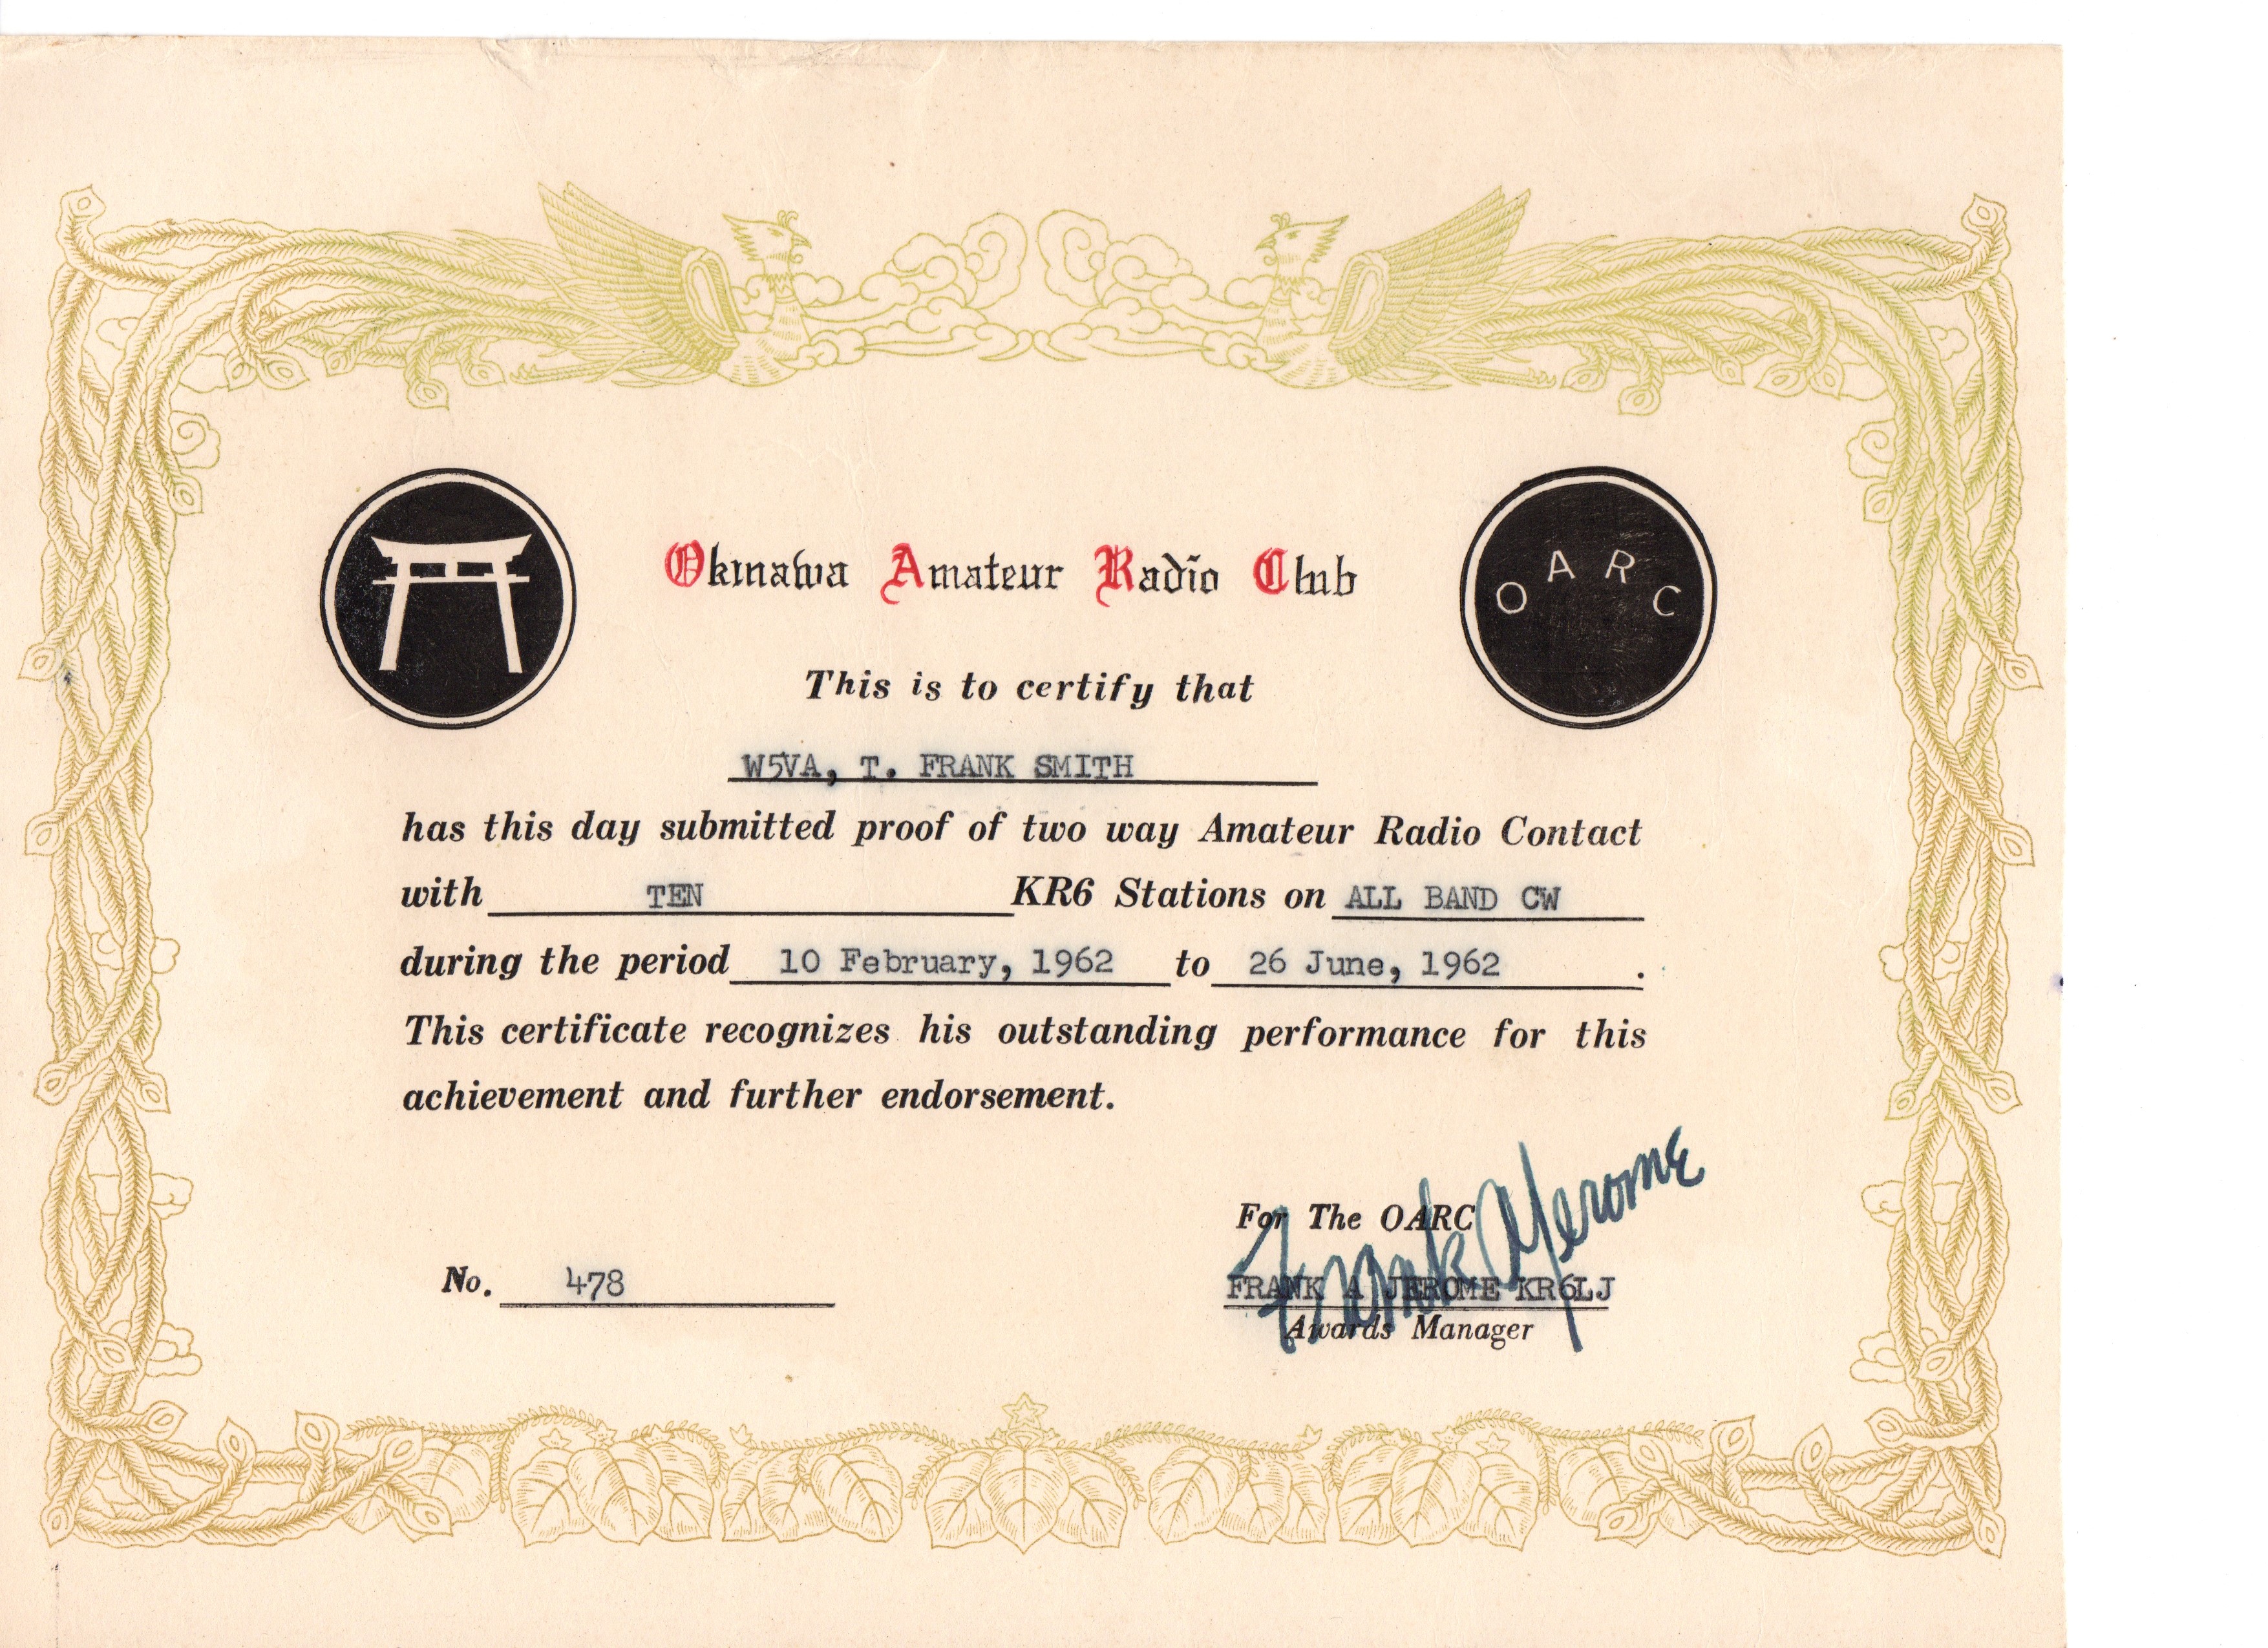 Okinawa Amateur Radio Club
O A R C
This is to certify that
W5VA, T. FRANK SMITH
has this day submitted proof of two way Amateur Radio Contact
with TEN KR6 Stations on ALL BAND CW
during the period 10 February, 1962 to 26 June, 1962 .
This certificate recognizes his outstanding performance for this
achievement and further endorsement.
For The OARC
Frank A Jerome
No. 478
FRANK A JEROME KR6LJ
Awards Manager